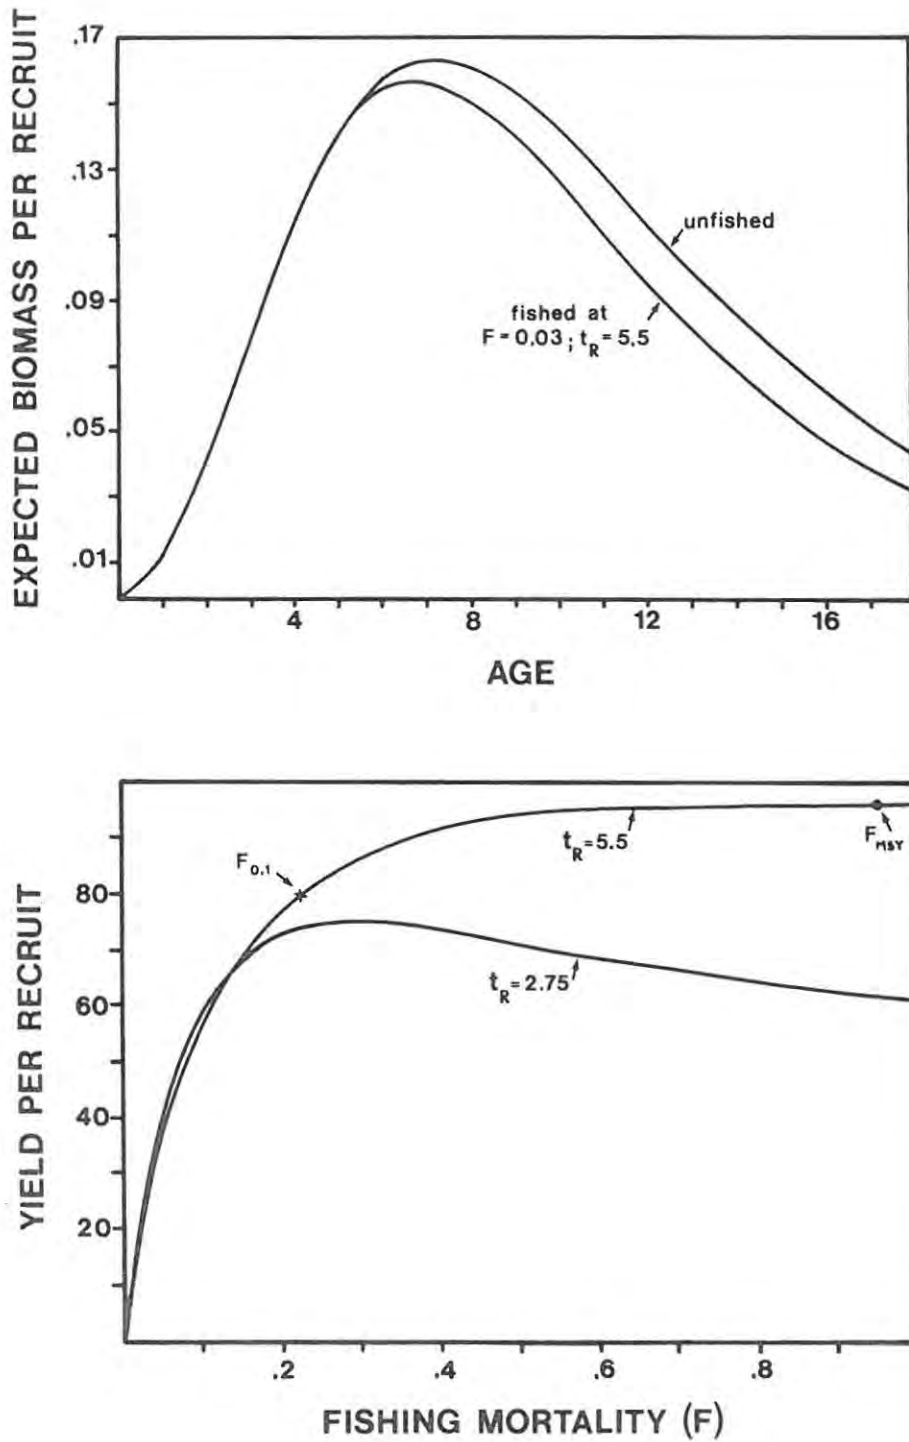 EXPECTED BIOMASS PER RECRUIT
.17
.13
.09
.05
.01
unfished
fished at
F = 0.03 ; tR = 5.5
4
8
12
16
AGE
YIELD PER RECRUIT
80
60
40
20
F0.1
tR = 5.5
FMSY
tR = 2.75
.2
.4
.6
.8
.1
FISHING MORTALITY (F)